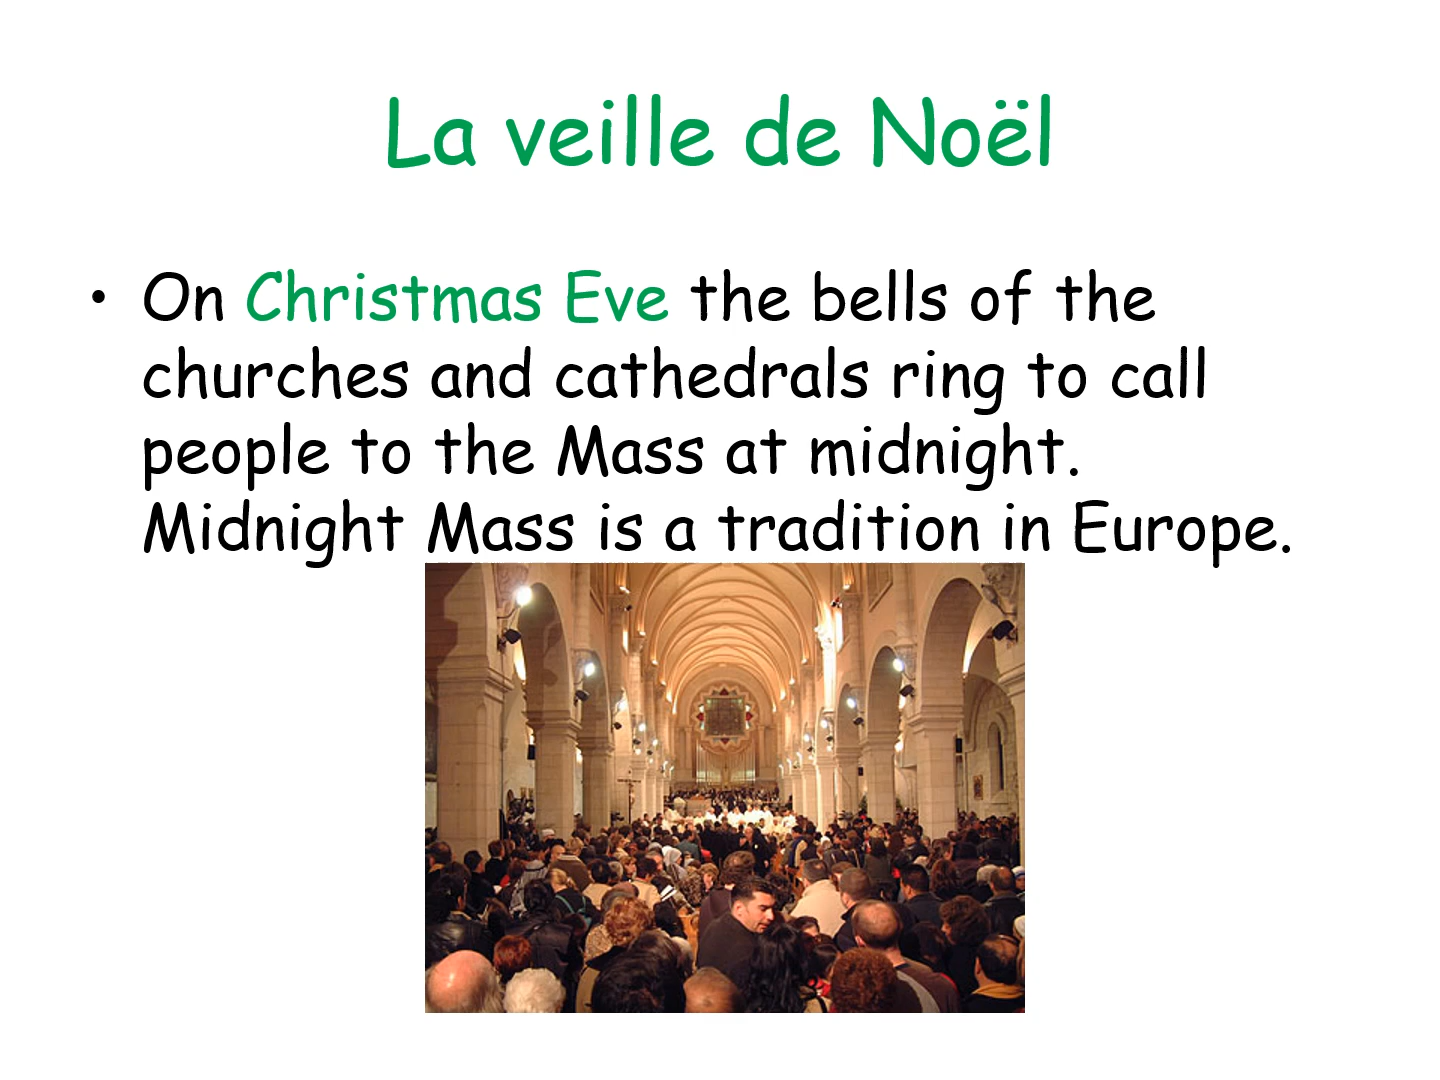 La veille de Noël
• On Christmas Eve the bells of the
churches and cathedrals ring to call
people to the Mass at midnight.
Midnight Mass is a tradition in Europe.